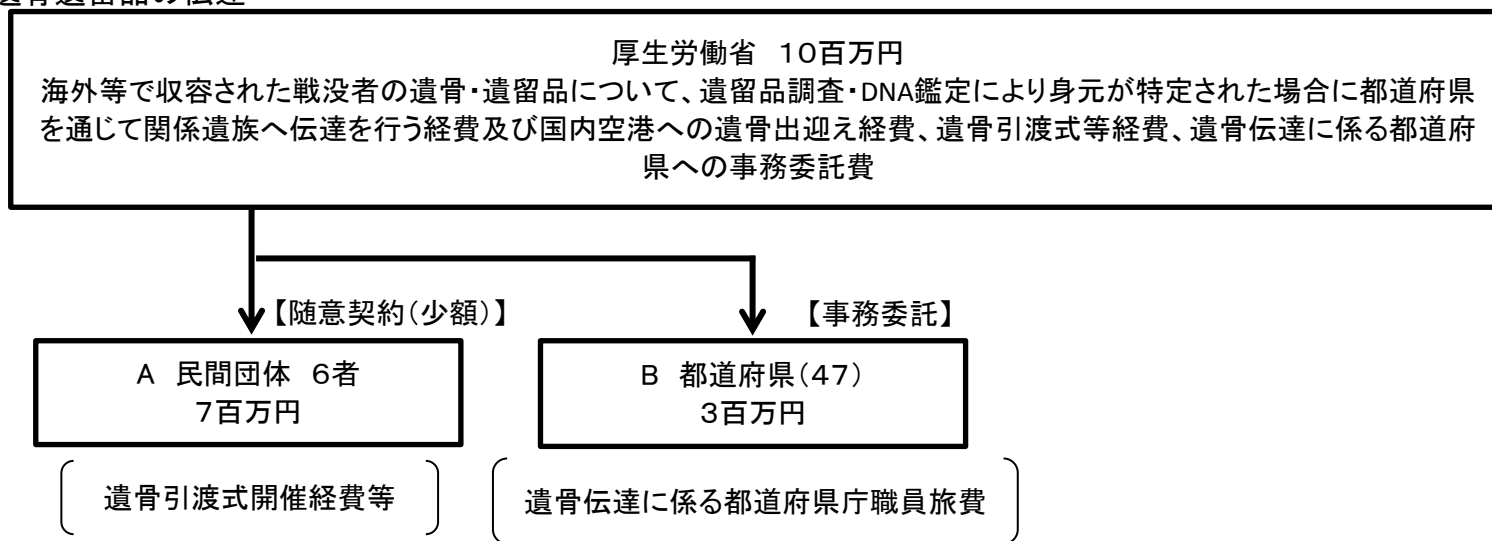 遺骨遺留品の伝達
厚生労働省　10百万円
海外等で収容された戦没者の遺骨・遺留品について、遺留品調査・DNA鑑定により身元が特定された場合に都道府県
を通じて関係遺族へ伝達を行う経費及び国内空港への遺骨出迎え経費、遺骨引渡式等経費、遺骨伝達に係る都道府
県への事務委託費
【随意契約（少額）】
【事務委託】
A　民間団体　6者
7百万円
B　都道府県（47）
3百万円
遺骨引渡式開催経費等
遺骨伝達に係る都道府県庁職員旅費